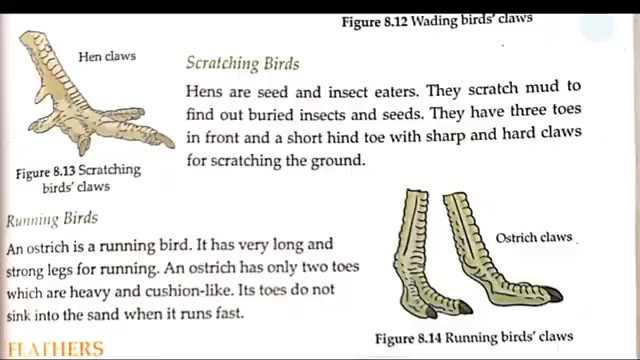 Figure 8.12 Wading birds' claws
Hen claws
Scratching Birds
Hens are seed and insect eaters. They scratch mud to
find out buried insects and seeds. They have three toes
in front and a short hind toe with sharp and hard claws
for scratching the ground.
Figure 8.13 Scratching
birds' claws
Running Birds
An ostrich is a running bird. It has very long and
strong legs for running. An ostrich has only two toes
which are heavy and cushion-like. Its toes do not
sink into the sand when it runs fast.
Ostrich claws
Figure 8.14 Running birds' claws
FLATHERS